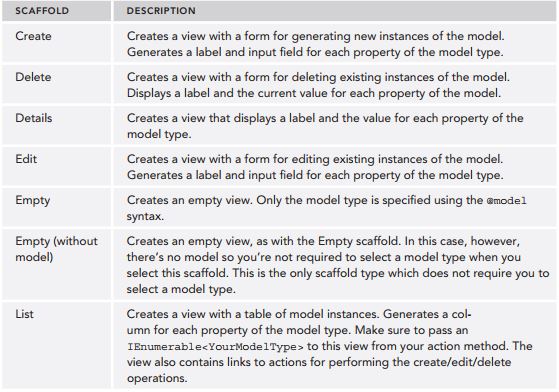 SCAFFOLD DESCRIPTION
Create Creates a view with a form for generating new instances of the model.
Generates a label and input field for each property of the model type.
Delete Creates a view with a form for deleting existing instances of the model.
Displays a label and the current value for each property of the model.
Details Creates a view that displays a label and the value for each property of the
model type.
Edit Creates a view with a form for editing existing instances of the model.
Generates a label and input field for each property of the model type.
Empty Creates an empty view. Only the model type is specified using the @model
syntax.
Empty (without Creates an empty view, as with the Empty scaffold. In this case, however,
model) there's no model so you're not required to select a model type when you
select this scaffold. This is the only scaffold type which does not require you to
select a model type.
List Creates a view with a table of model instances. Generates a col-
umn for each property of the model type. Make sure to pass an
IEnumerable<YourModelType> to this view from your action method. The
view also contains links to actions for performing the create/edit/delete
operations.